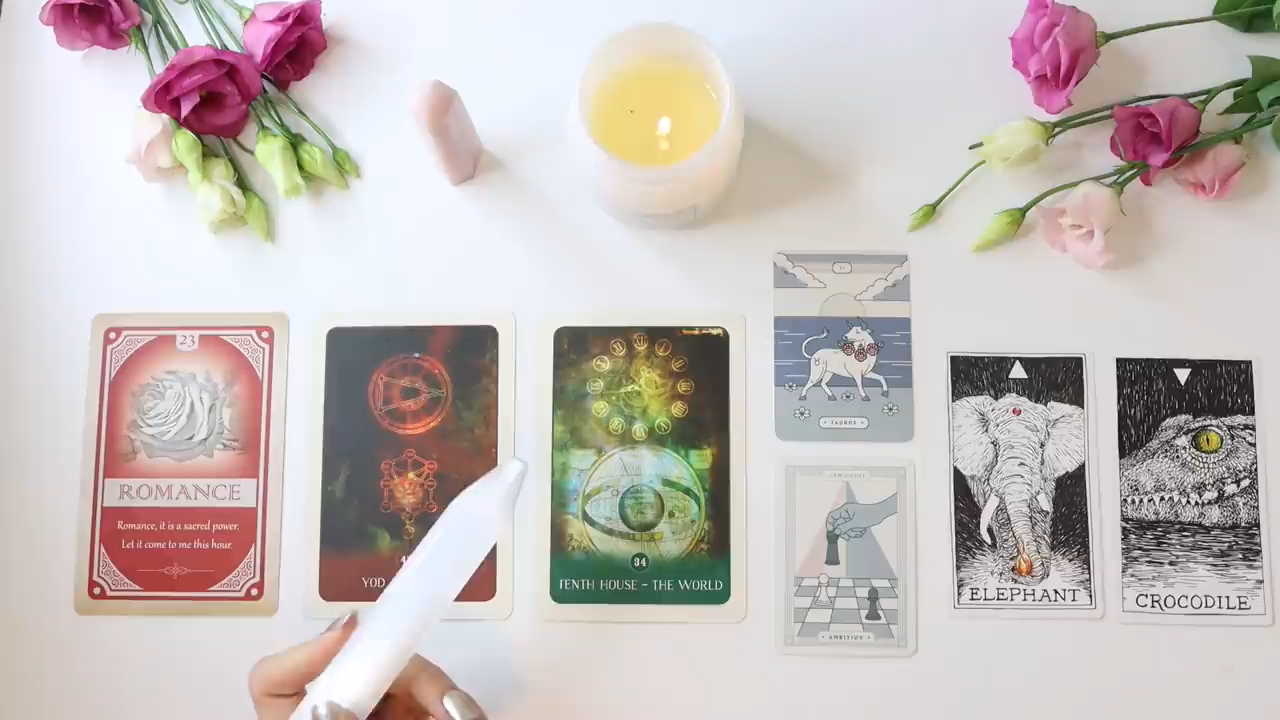 23
ROMANCE
Romance, it is a sacred power.
Let it come to me this hour.
YOD
34
TENTH HOUSE - THE WORLD
TAURUS
AMBITION
ELEPHANT
CROCODILE